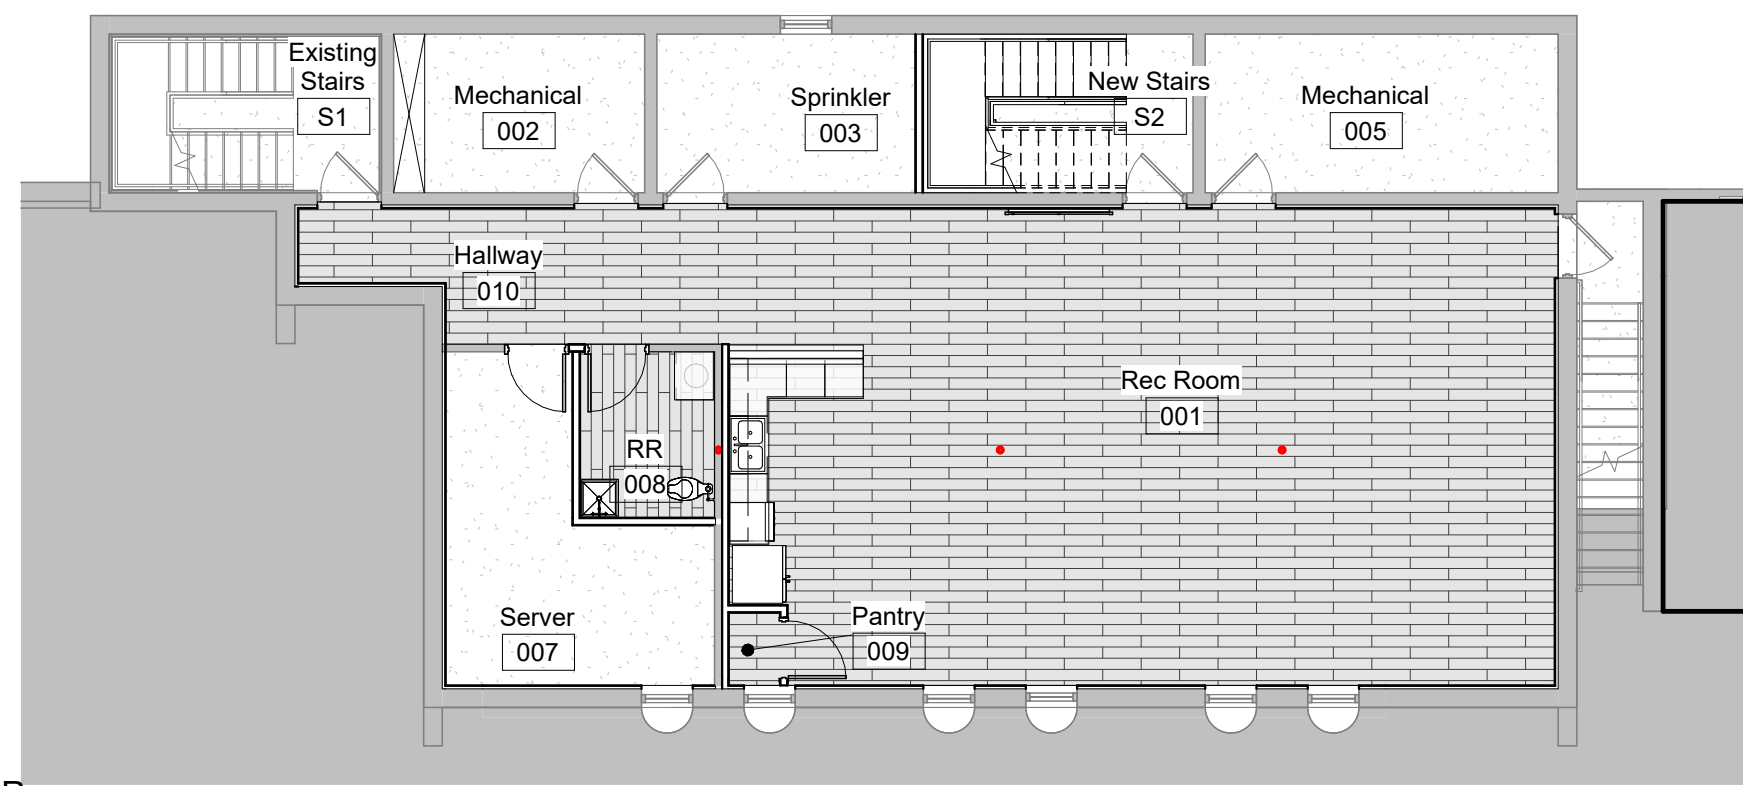 Existing
Stairs
S1
Mechanical
002
Sprinkler
003
New Stairs
S2
Mechanical
005
Hallway
010
Rec Room
001
RR
008
Server
007
Pantry
009